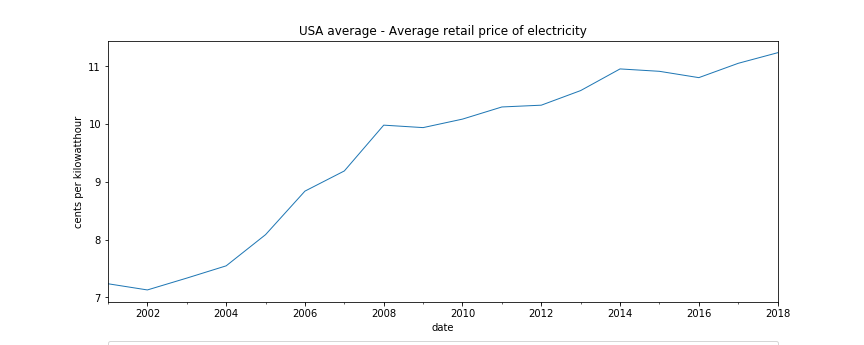 USA average - Average retail price of electricity
cents per kilowatthour
11
10
9
8
7
2002 2004 2006 2008 2010 2012 2014 2016 2018
date